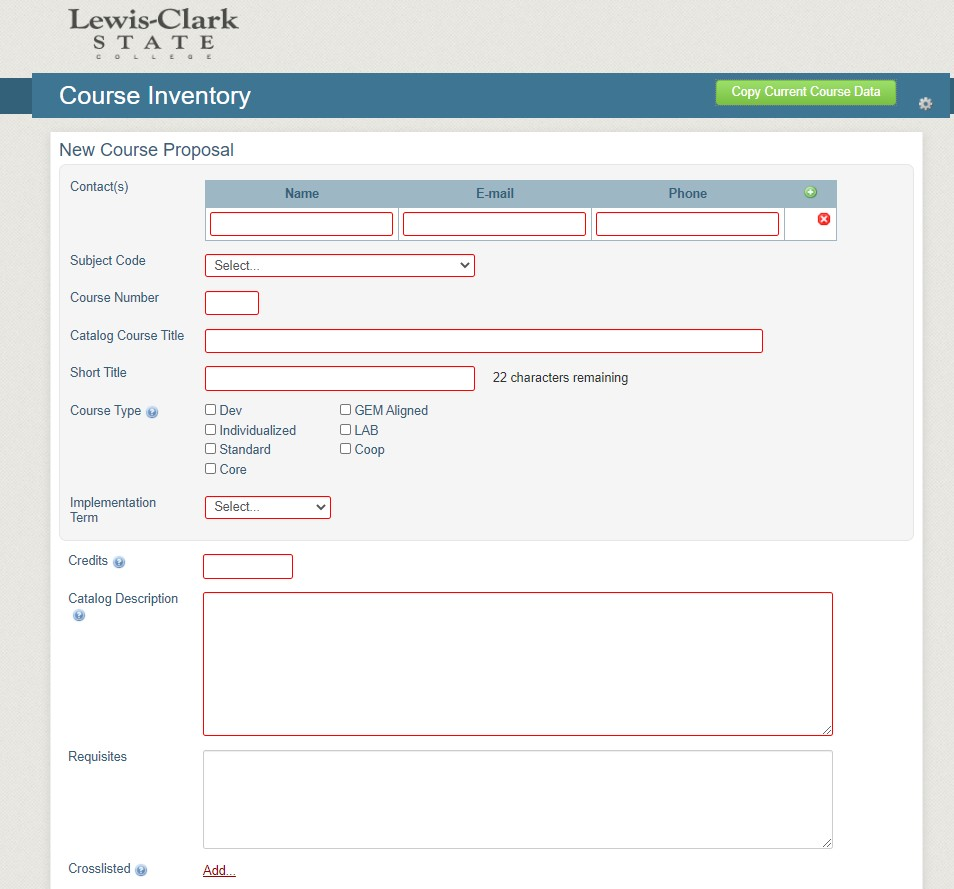 Lewis-Clark
STATE
COLLEGE
Course Inventory
Copy Current Course Data
New Course Proposal
Contact(s)
Name E-mail Phone
Subject Code
Select...
Course Number
Catalog Course Title
Short Title
22 characters remaining
Course Type
Dev GEM Aligned
Individualized LAB
Standard Coop
Core
Implementation
Term
Select...
Credits
Catalog Description
Requisites
Crosslisted
Add...